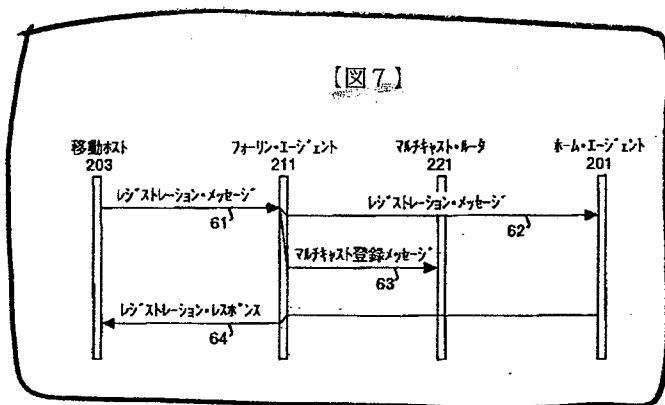 【図7】
移動ホスト
203
フォーリン・エージェント
211
マルチキャスト・ルータ
221
ホーム・エージェント
201
レジストレーション・メッセージ
61
レジストレーション・メッセージ
62
マルチキャスト登録メッセージ
63
レジストレーション・レスポンス
64